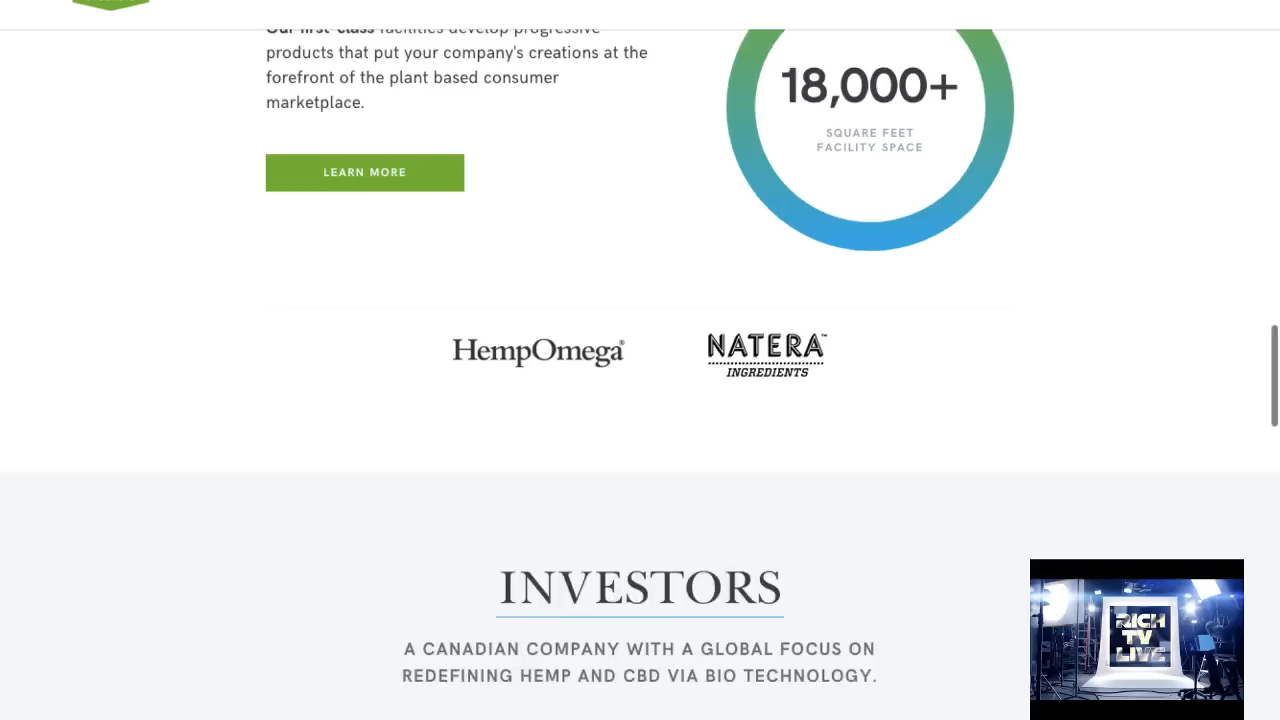 Our first-class facilities develop progressive
products that put your company's creations at the
forefront of the plant based consumer
marketplace.
LEARN MORE
18,000+
SQUARE FEET
FACILITY SPACE
HempOmega®
NATERA™
INGREDIENTS
INVESTORS
A CANADIAN COMPANY WITH A GLOBAL FOCUS ON
REDEFINING HEMP AND CBD VIA BIO TECHNOLOGY.
RICH
TV
LIVE